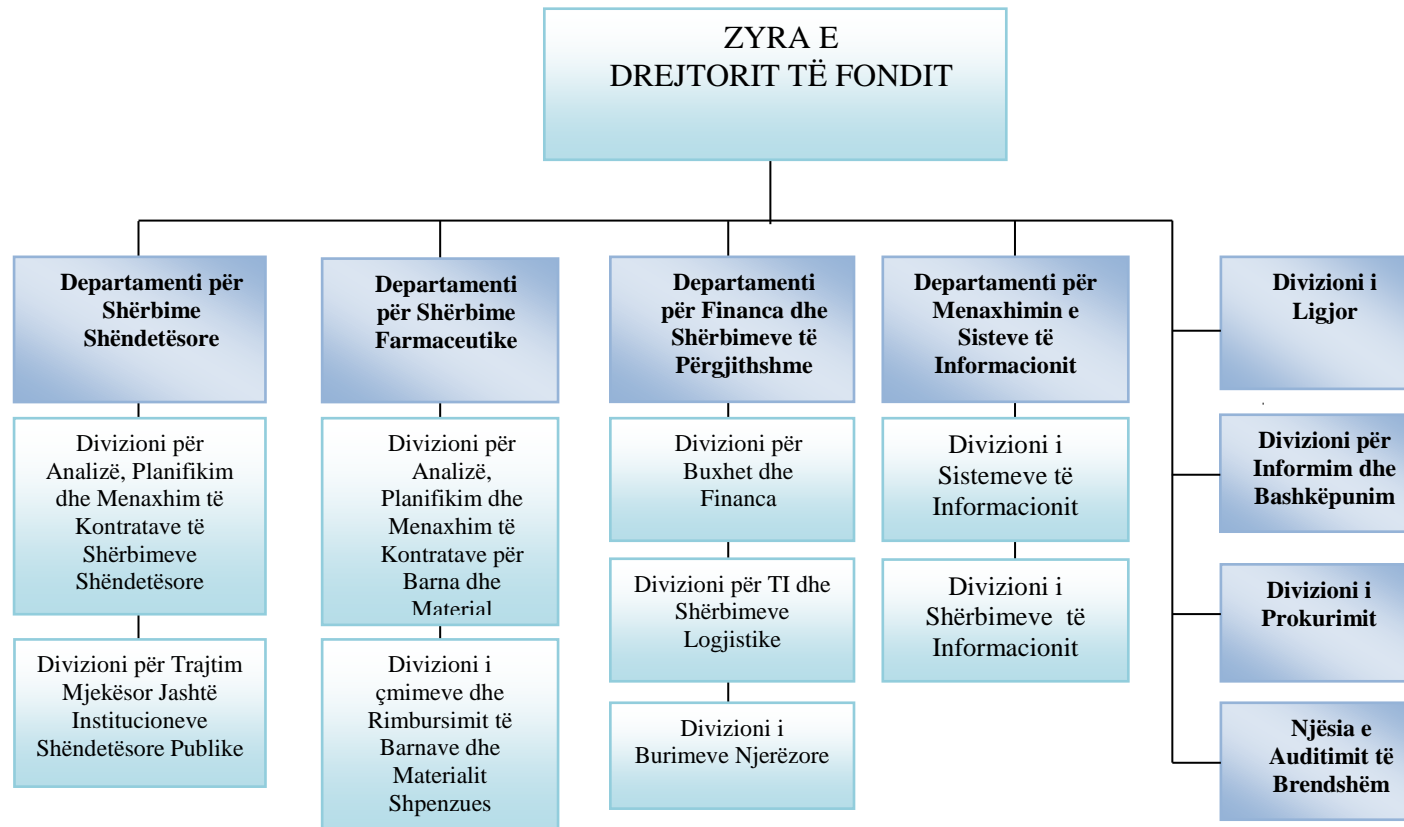 ZYRA E
DREJTORIT TË FONDIT
Departamenti për
Shërbime
Shëndetësore
Divizioni për
Analizë, Planifikim
dhe Menaxhim të
Kontratave të
Shërbimeve
Shëndetësore
Divizioni për Trajtim
Mjekësor Jashtë
Institucioneve
Shëndetësore Publike
Departamenti
për Shërbime
Farmaceutike
Divizioni për
Analizë,
Planifikim dhe
Menaxhim të
Kontratave për
Barna dhe
Material
Divizioni i
çmimeve dhe
Rimbursimit të
Barnave dhe
Materialit
Shpenzues
Departamenti
për Financa dhe
Shërbimeve të
Përgjithshme
Divizioni për
Buxhet dhe
Financa
Divizioni për TI dhe
Shërbimeve
Logjistike
Divizioni i
Burimeve Njerëzore
Departamenti për
Menaxhimin e
Sisteve të
Informacionit
Divizioni i
Sistemeve të
Informacionit
Divizioni i
Shërbimeve  të
Informacionit
Divizioni i
Ligjor
Divizioni për
Informim dhe
Bashkëpunim
Divizioni i
Prokurimit
Njësia e
Auditimit të
Brendshëm